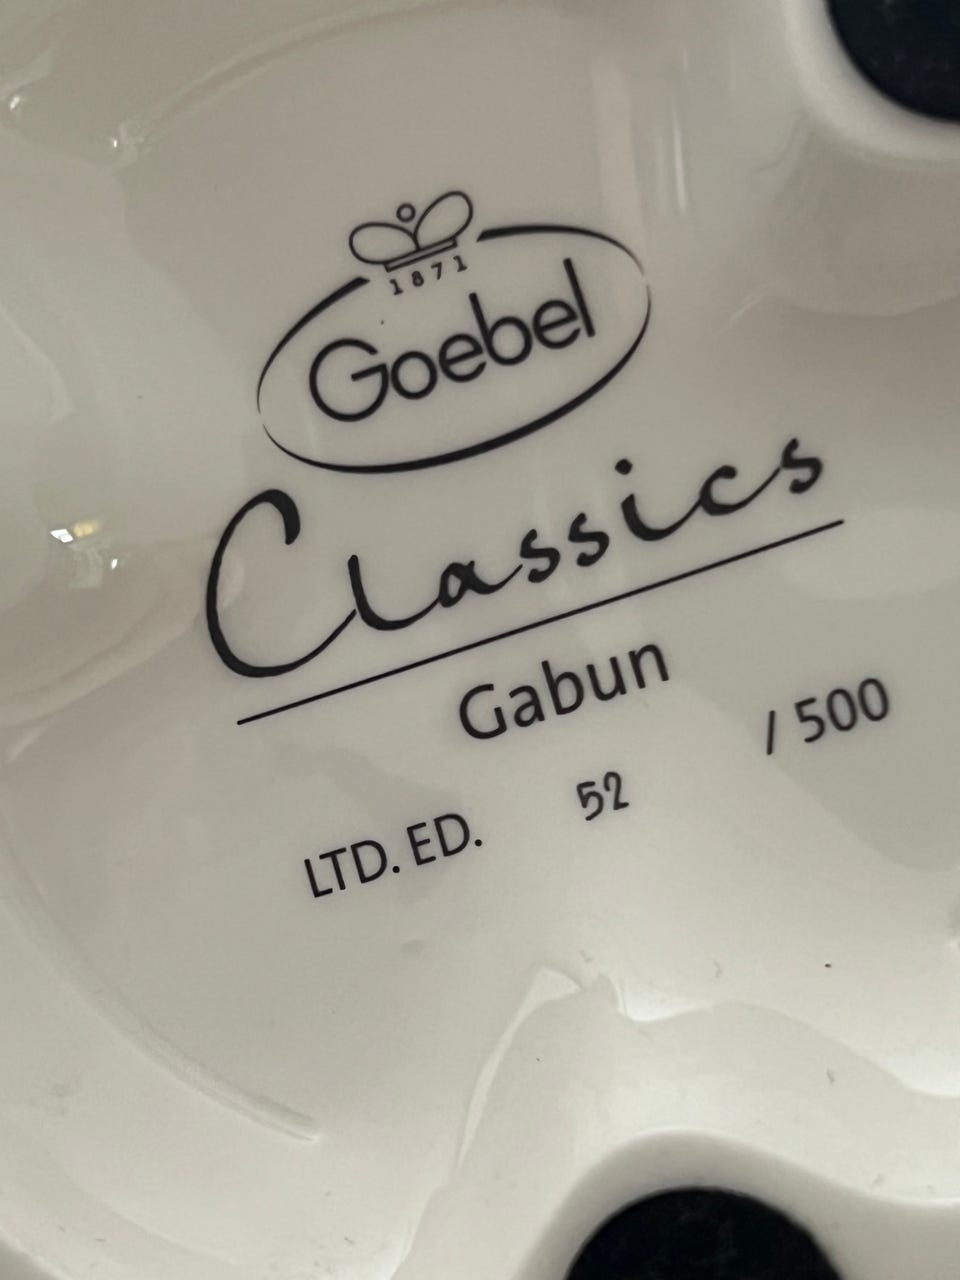 1871
Goebel
Classics
Gabun
LTD. ED. 52 / 500